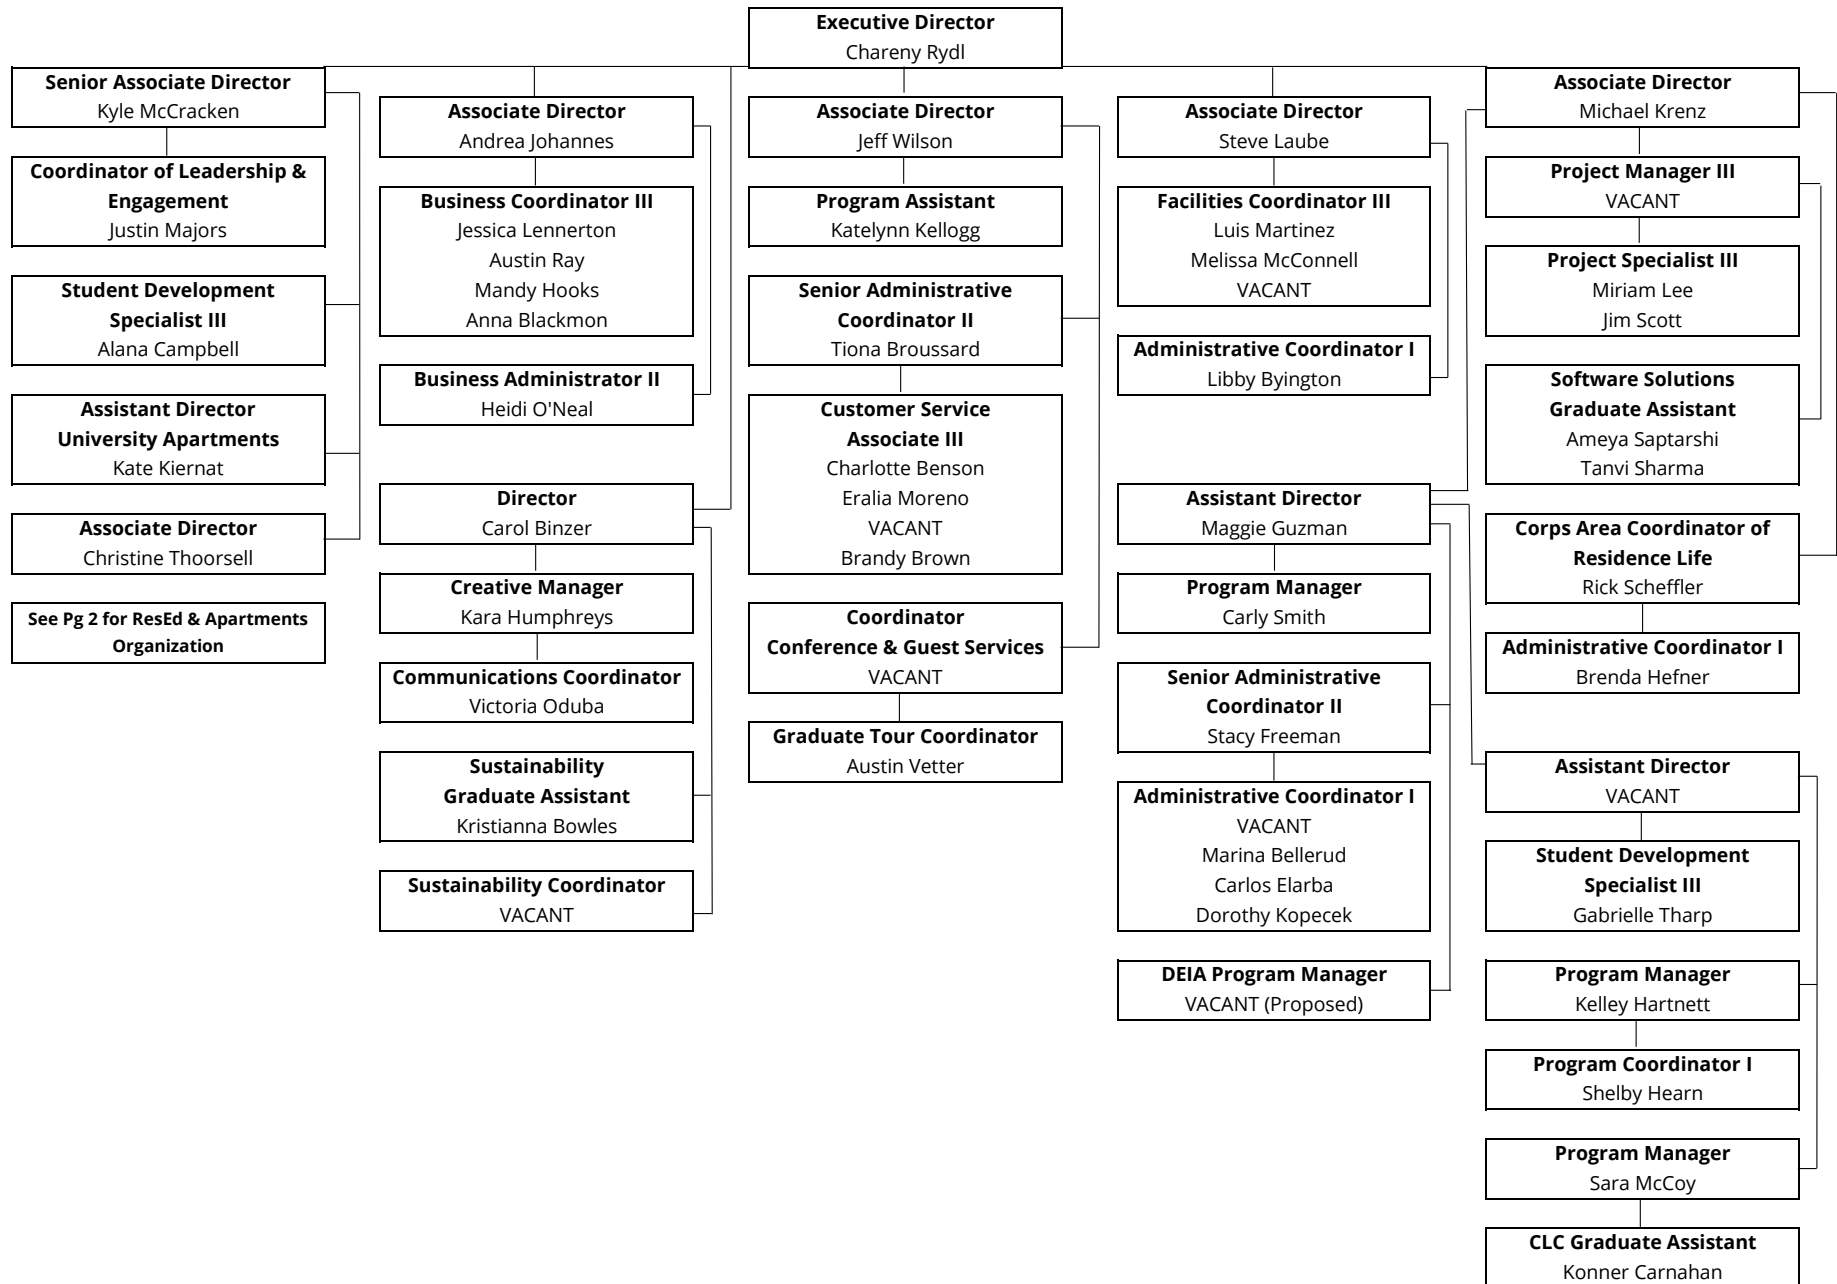 Executive Director
Chareny Rydl
Senior Associate Director
Kyle McCracken
Coordinator of Leadership &
Engagement
Justin Majors
Student Development
Specialist III
Alana Campbell
Assistant Director
University Apartments
Kate Kiernat
Associate Director
Christine Thoorsell
See Pg 2 for ResEd & Apartments
Organization
Associate Director
Andrea Johannes
Business Coordinator III
Jessica Lennerton
Austin Ray
Mandy Hooks
Anna Blackmon
Business Administrator II
Heidi O'Neal
Director
Carol Binzer
Creative Manager
Kara Humphreys
Communications Coordinator
Victoria Oduba
Sustainability
Graduate Assistant
Kristianna Bowles
Sustainability Coordinator
VACANT
Associate Director
Jeff Wilson
Program Assistant
Katelynn Kellogg
Senior Administrative
Coordinator II
Tiona Broussard
Customer Service
Associate III
Charlotte Benson
Eralia Moreno
VACANT
Brandy Brown
Coordinator
Conference & Guest Services
VACANT
Graduate Tour Coordinator
Austin Vetter
Associate Director
Steve Laube
Facilities Coordinator III
Luis Martinez
Melissa McConnell
VACANT
Administrative Coordinator I
Libby Byington
Assistant Director
Maggie Guzman
Program Manager
Carly Smith
Senior Administrative
Coordinator II
Stacy Freeman
Administrative Coordinator I
VACANT
Marina Bellerud
Carlos Elarba
Dorothy Kopecek
DEIA Program Manager
VACANT (Proposed)
Associate Director
Michael Krenz
Project Manager III
VACANT
Project Specialist III
Miriam Lee
Jim Scott
Software Solutions
Graduate Assistant
Ameya Saptarshi
Tanvi Sharma
Corps Area Coordinator of
Residence Life
Rick Scheffler
Administrative Coordinator I
Brenda Hefner
Assistant Director
VACANT
Student Development
Specialist III
Gabrielle Tharp
Program Manager
Kelley Hartnett
Program Coordinator I
Shelby Hearn
Program Manager
Sara McCoy
CLC Graduate Assistant
Konner Carnahan